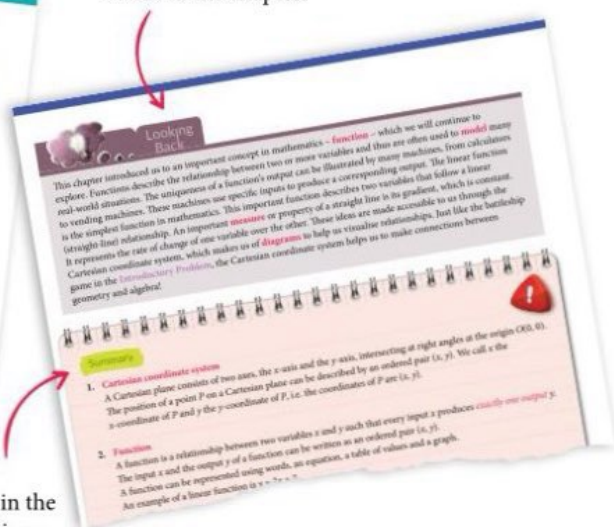 Looking
Back
This chapter introduced us to an important concept in mathematics – function – which we will continue to
explore. Functions describe the relationship between two or more variables and thus are often used to model many
real-world situations. The uniqueness of a function's output can be illustrated by many machines, from calculators
to vending machines. These machines use specific inputs to produce a corresponding output. The linear function
is the simplest function in mathematics. This important function describes two variables that follow a linear
(straight-line) relationship. An important measure or property of a straight line is its gradient, which is constant.
It represents the rate of change of one variable over the other. These ideas are made accessible to us through the
Cartesian coordinate system, which makes us of diagrams to help us visualise relationships. Just like the battleship
game in the Introductory Problem, the Cartesian coordinate system helps us to make connections between
geometry and algebra!
Summary
1. Cartesian coordinate system
A Cartesian plane consists of two axes, the x-axis and the y-axis, intersecting at right angles at the origin O(0, 0).
The position of a point P on a Cartesian plane can be described by an ordered pair (x, y). We call x the
x-coordinate of P and y the y-coordinate of P, i.e. the coordinates of P are (x, y).
2. Function
A function is a relationship between two variables x and y such that every input x produces exactly one output y.
The input x and the output y of a function can be written as an ordered pair (x, y).
A function can be represented using words, an equation, a table of values and a graph.
An example of a linear function is
in the